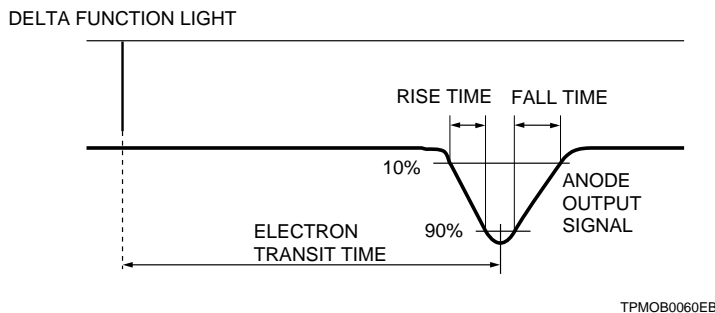 DELTA FUNCTION LIGHT
RISE TIME
FALL TIME
10%
ANODE
OUTPUT
SIGNAL
90%
ELECTRON
TRANSIT TIME
TPMOB0060EB